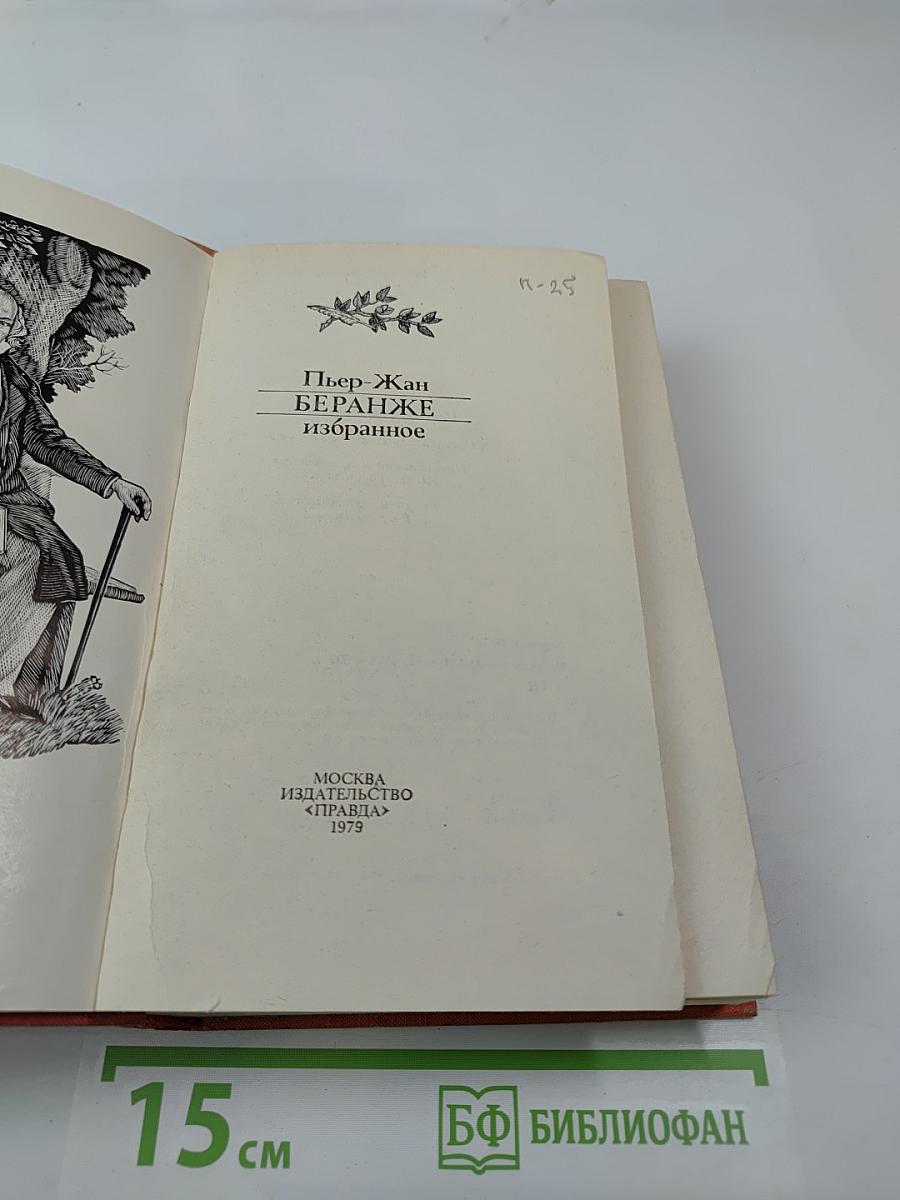 к-25
Пьер-Жан
БЕРАНЖЕ
избранное
МОСКВА
ИЗДАТЕЛЬСТВО
«ПРАВДА»
1979
15 см
БФ БИБЛИОФАН